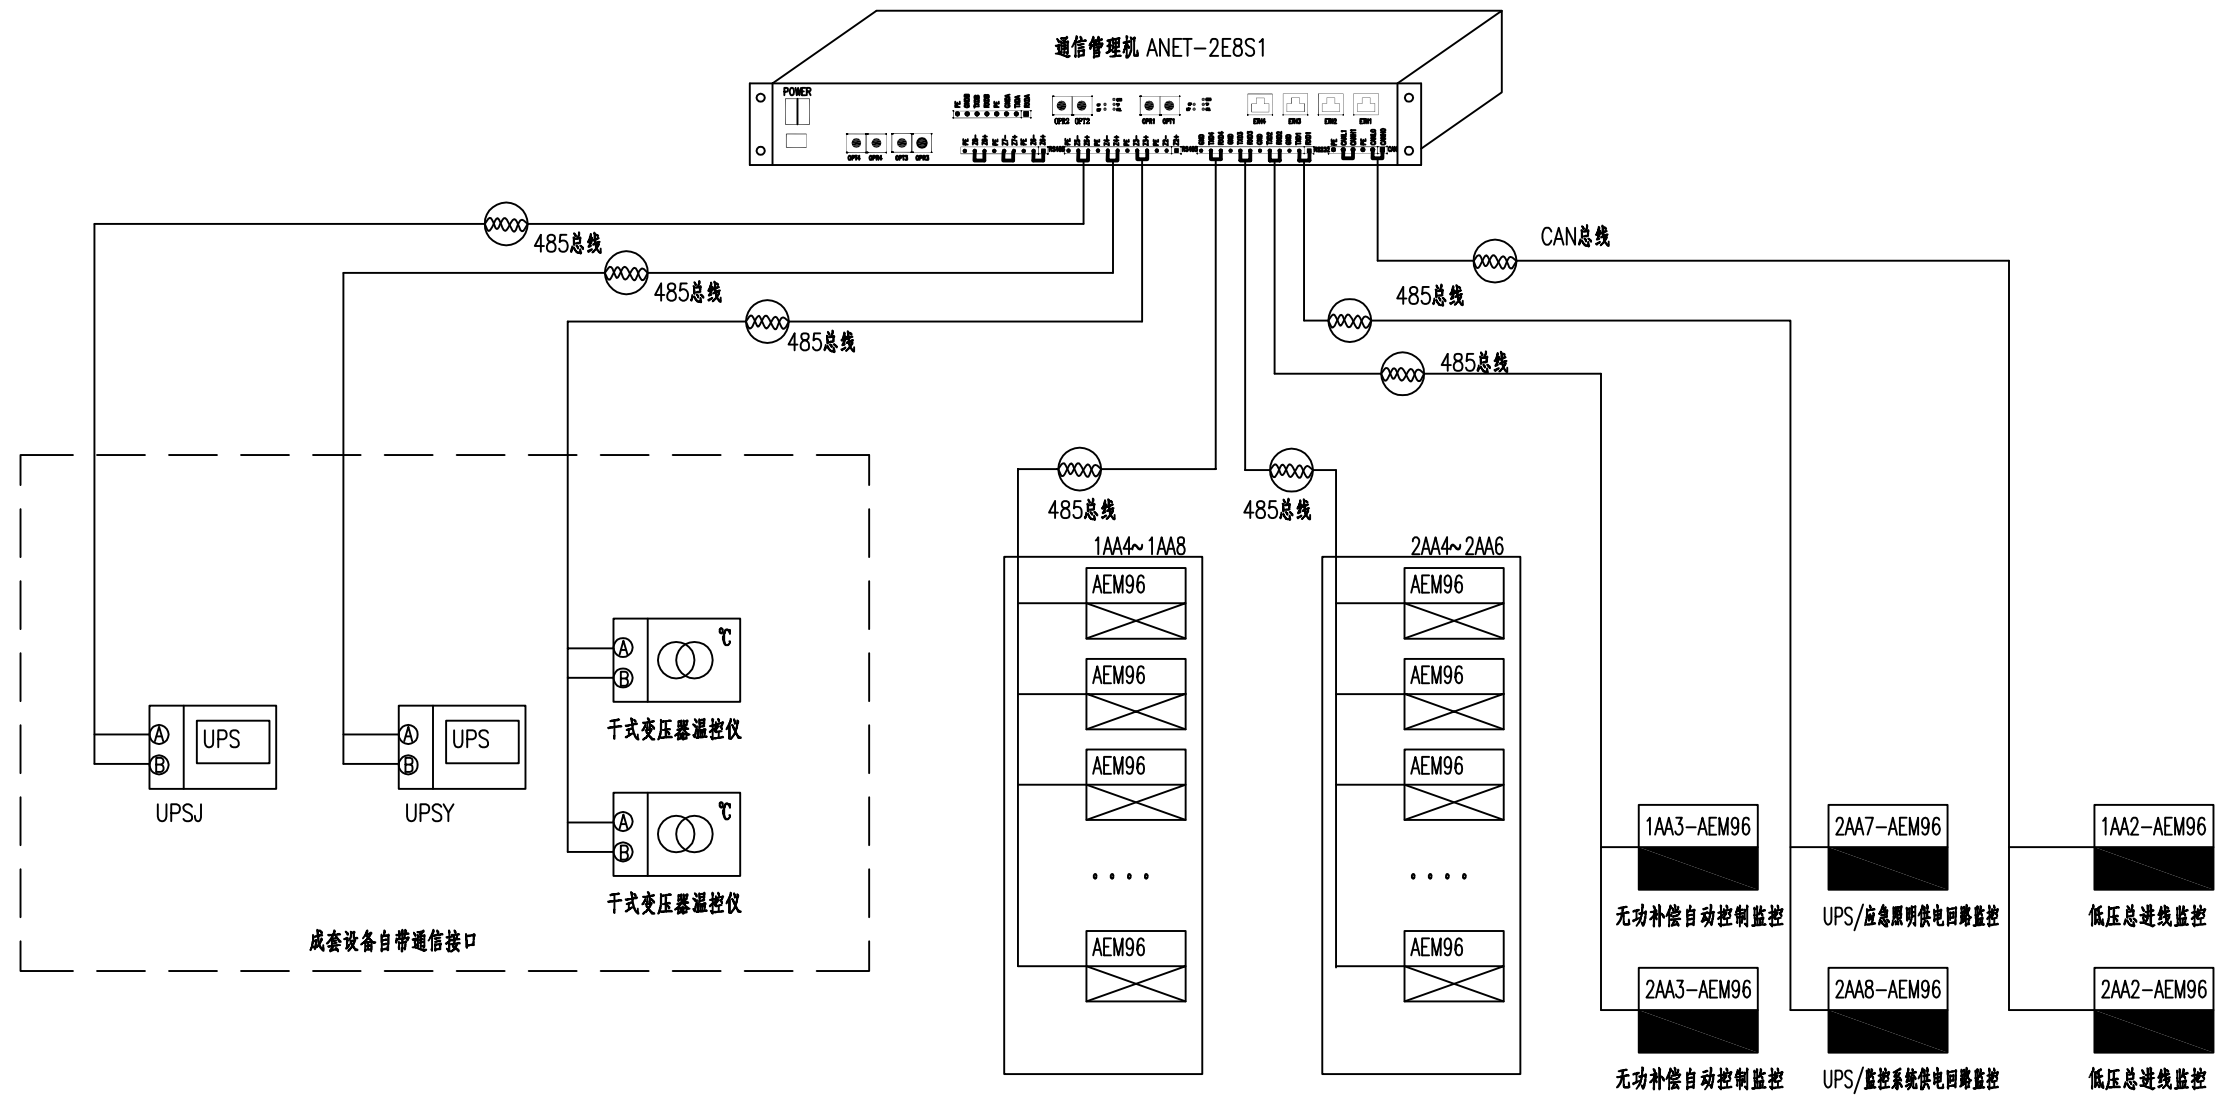 通信管理机 ANET-2E8S1
POWER
OPR2 OPT2
OPR1 OPT1
OPT4 OPR4
OPT3 OPR3
485总线
485总线
485总线
CAN总线
485总线
485总线
485总线
485总线
1AA4~1AA8
2AA4~2AA6
AEM96
AEM96
AEM96
AEM96
AEM96
AEM96
AEM96
AEM96
A
B
℃
干式变压器温控仪
A
B
UPS
UPSJ
A
B
UPS
UPSY
A
B
℃
干式变压器温控仪
成套设备自带通信接口
1AA3-AEM96
无功补偿自动控制监控
2AA7-AEM96
UPS/应急照明供电回路监控
1AA2-AEM96
低压总进线监控
2AA3-AEM96
无功补偿自动控制监控
2AA8-AEM96
UPS/监控系统供电回路监控
2AA2-AEM96
低压总进线监控